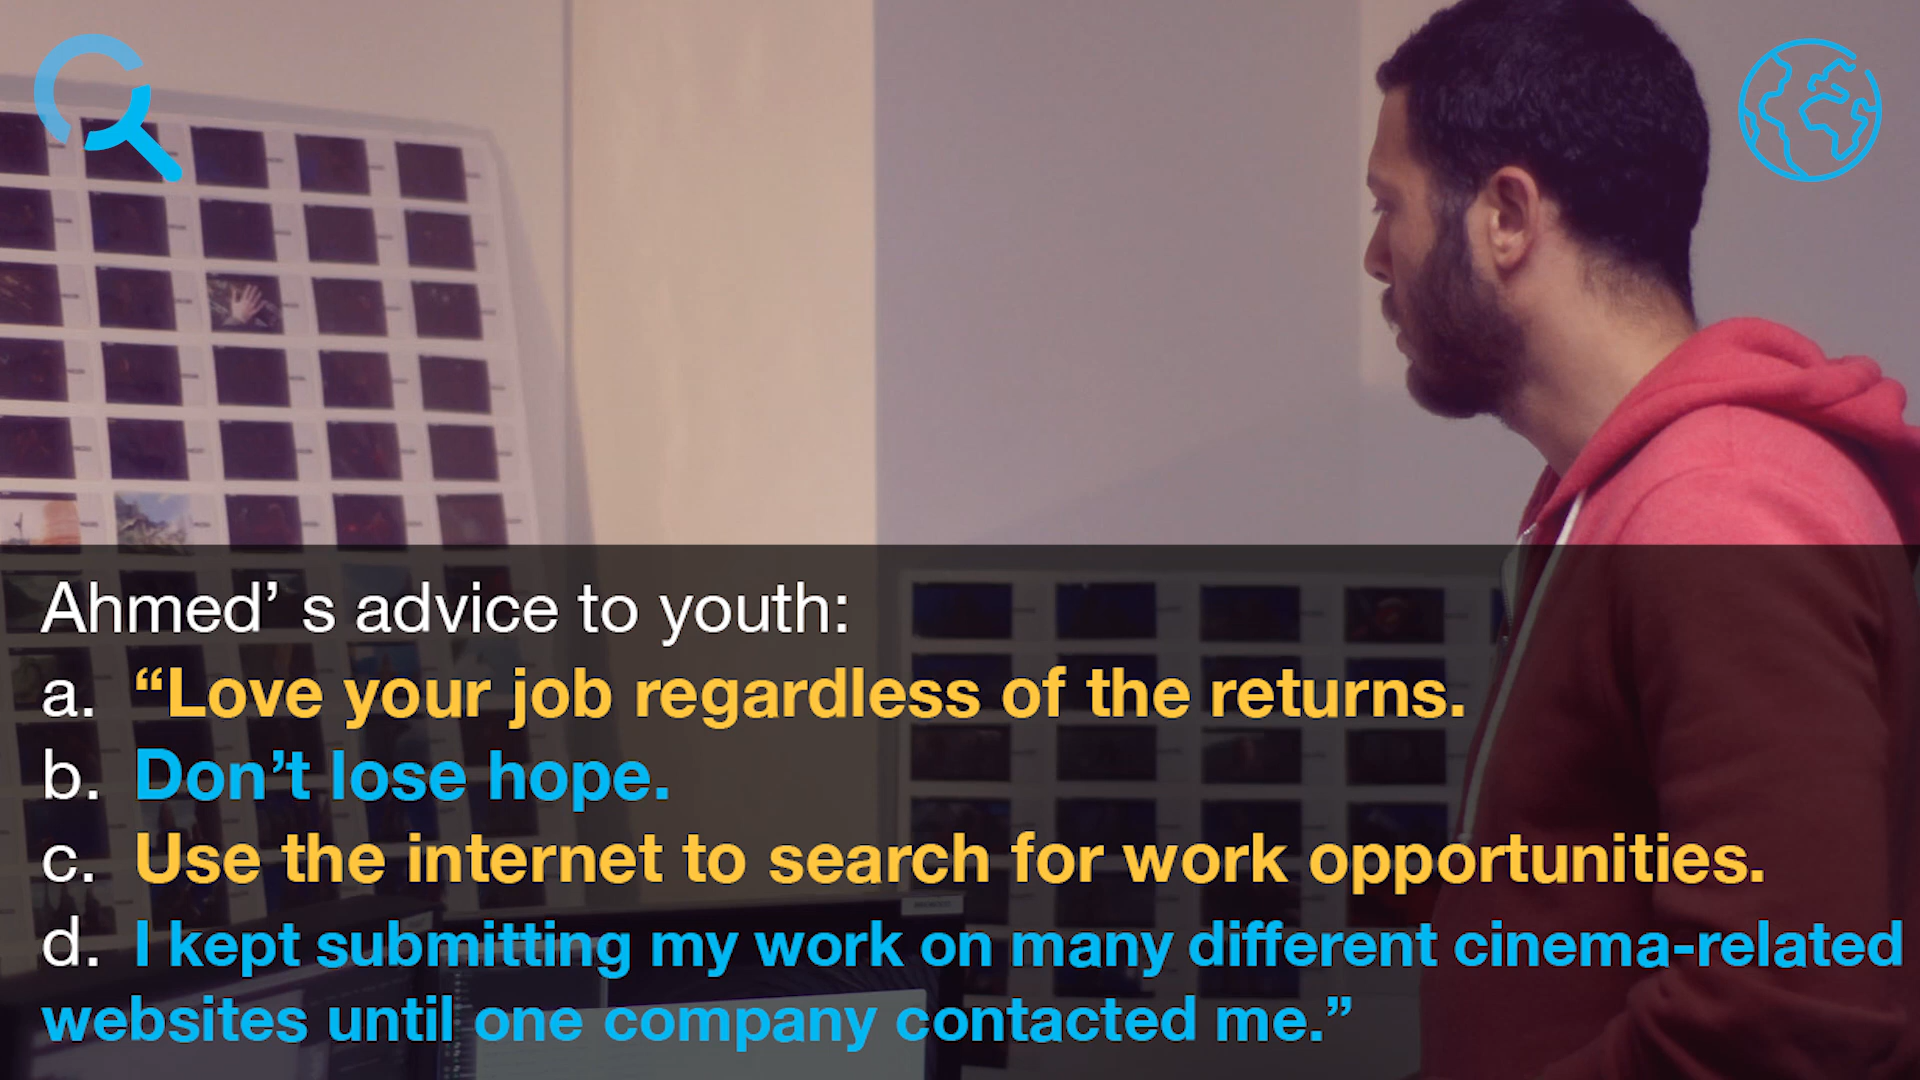 Ahmed’ s advice to youth:
a. “Love your job regardless of the returns.
b. Don’t lose hope.
c. Use the internet to search for work opportunities.
d. I kept submitting my work on many different cinema-related
websites until one company contacted me.”